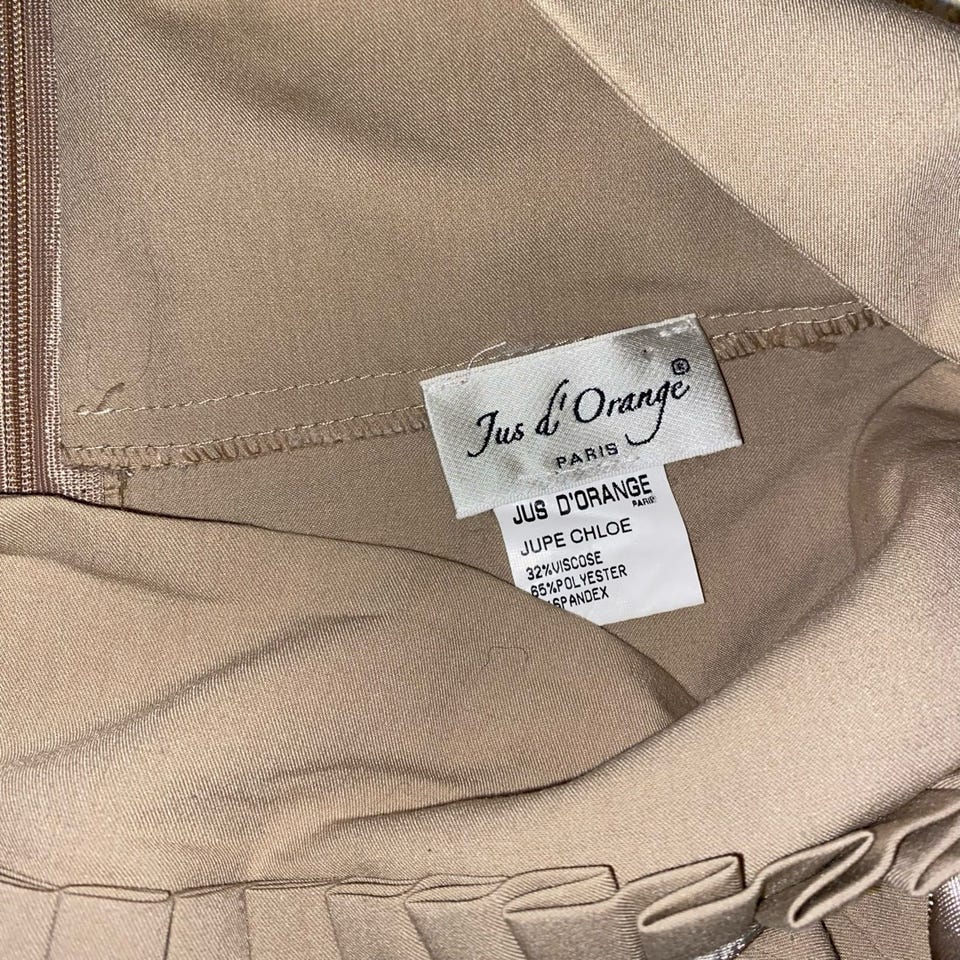 Jus d'Orange®
PARIS
JUS D'ORANGE
PARIS
JUPE CHLOE
32%VISCOSE
65%POLYESTER
SPANDEX